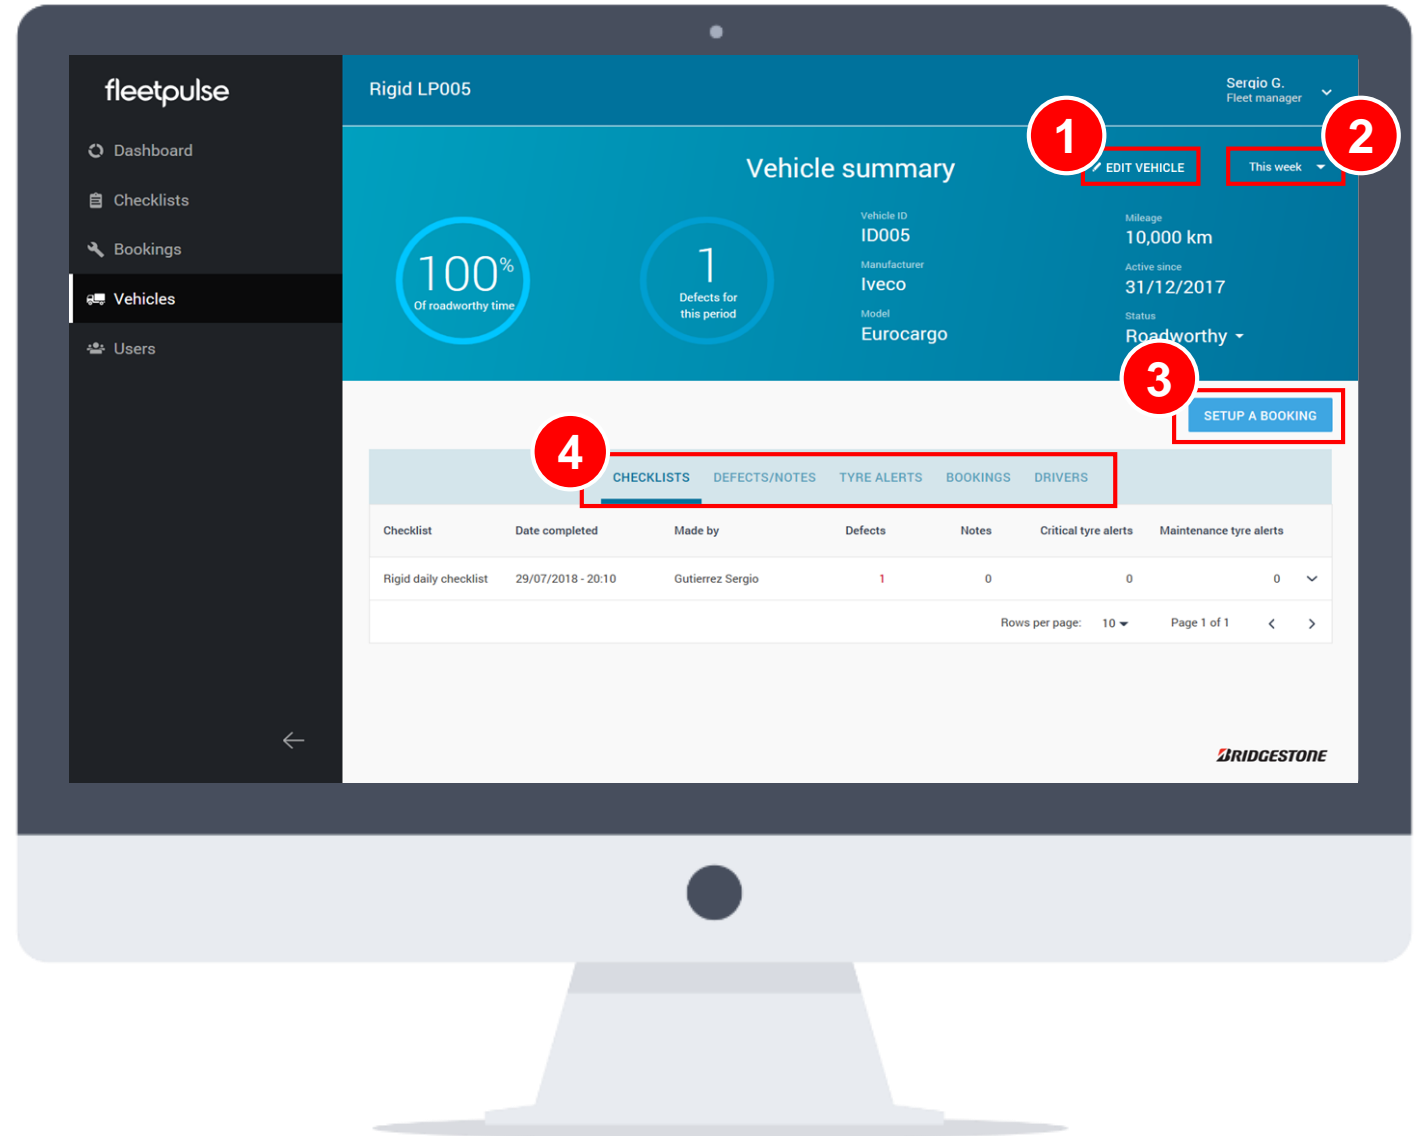 fleetpulse
Dashboard
Checklists
Bookings
Vehicles
Users
Rigid LP005
Sergio G.
Fleet manager
1
2
Vehicle summary
EDIT VEHICLE
This week
100%
Of roadworthy time
1
Defects for
this period
Vehicle ID
ID005
Manufacturer
Iveco
Model
Eurocargo
Mileage
10,000 km
Active since
31/12/2017
Status
Roadworthy
3
SETUP A BOOKING
4
CHECKLISTS DEFECTS/NOTES TYRE ALERTS BOOKINGS DRIVERS
Checklist Date completed Made by Defects Notes Critical tyre alerts Maintenance tyre alerts
Rigid daily checklist 29/07/2018 - 20:10 Gutierrez Sergio 1 0 0 0
Rows per page: 10 Page 1 of 1
BRIDGESTONE